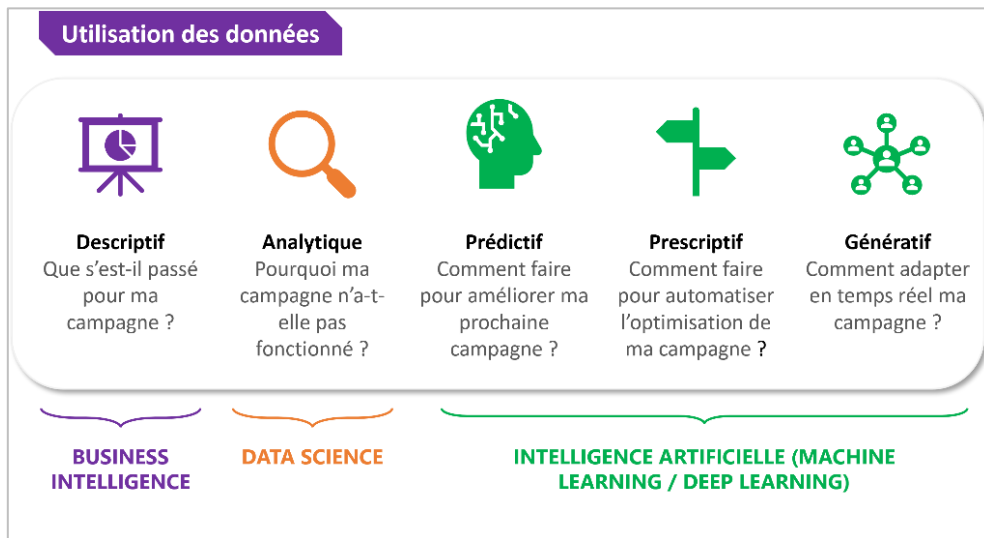 Utilisation des données
Descriptif
Que s’est-il passé
pour ma
campagne ?
Analytique
Pourquoi ma
campagne n’a-t-
elle pas
fonctionné ?
Prédictif
Comment faire
pour améliorer ma
prochaine
campagne ?
Prescriptif
Comment faire
pour automatiser
l’optimisation de
ma campagne ?
Génératif
Comment adapter
en temps réel ma
campagne ?
BUSINESS
INTELLIGENCE
DATA SCIENCE
INTELLIGENCE ARTIFICIELLE (MACHINE
LEARNING / DEEP LEARNING)